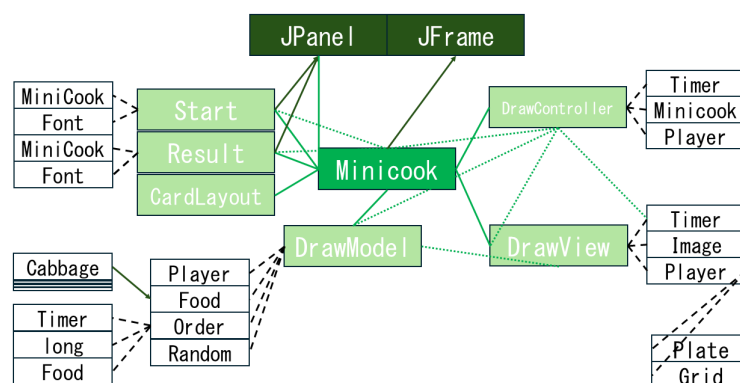 JPanel
JFrame
MiniCook
Font
MiniCook
Font
Start
Result
CardLayout
Minicook
DrawController
Timer
Minicook
Player
DrawModel
DrawView
Timer
Image
Player
Cabbage
Player
Food
Order
Random
Timer
long
Food
Plate
Grid